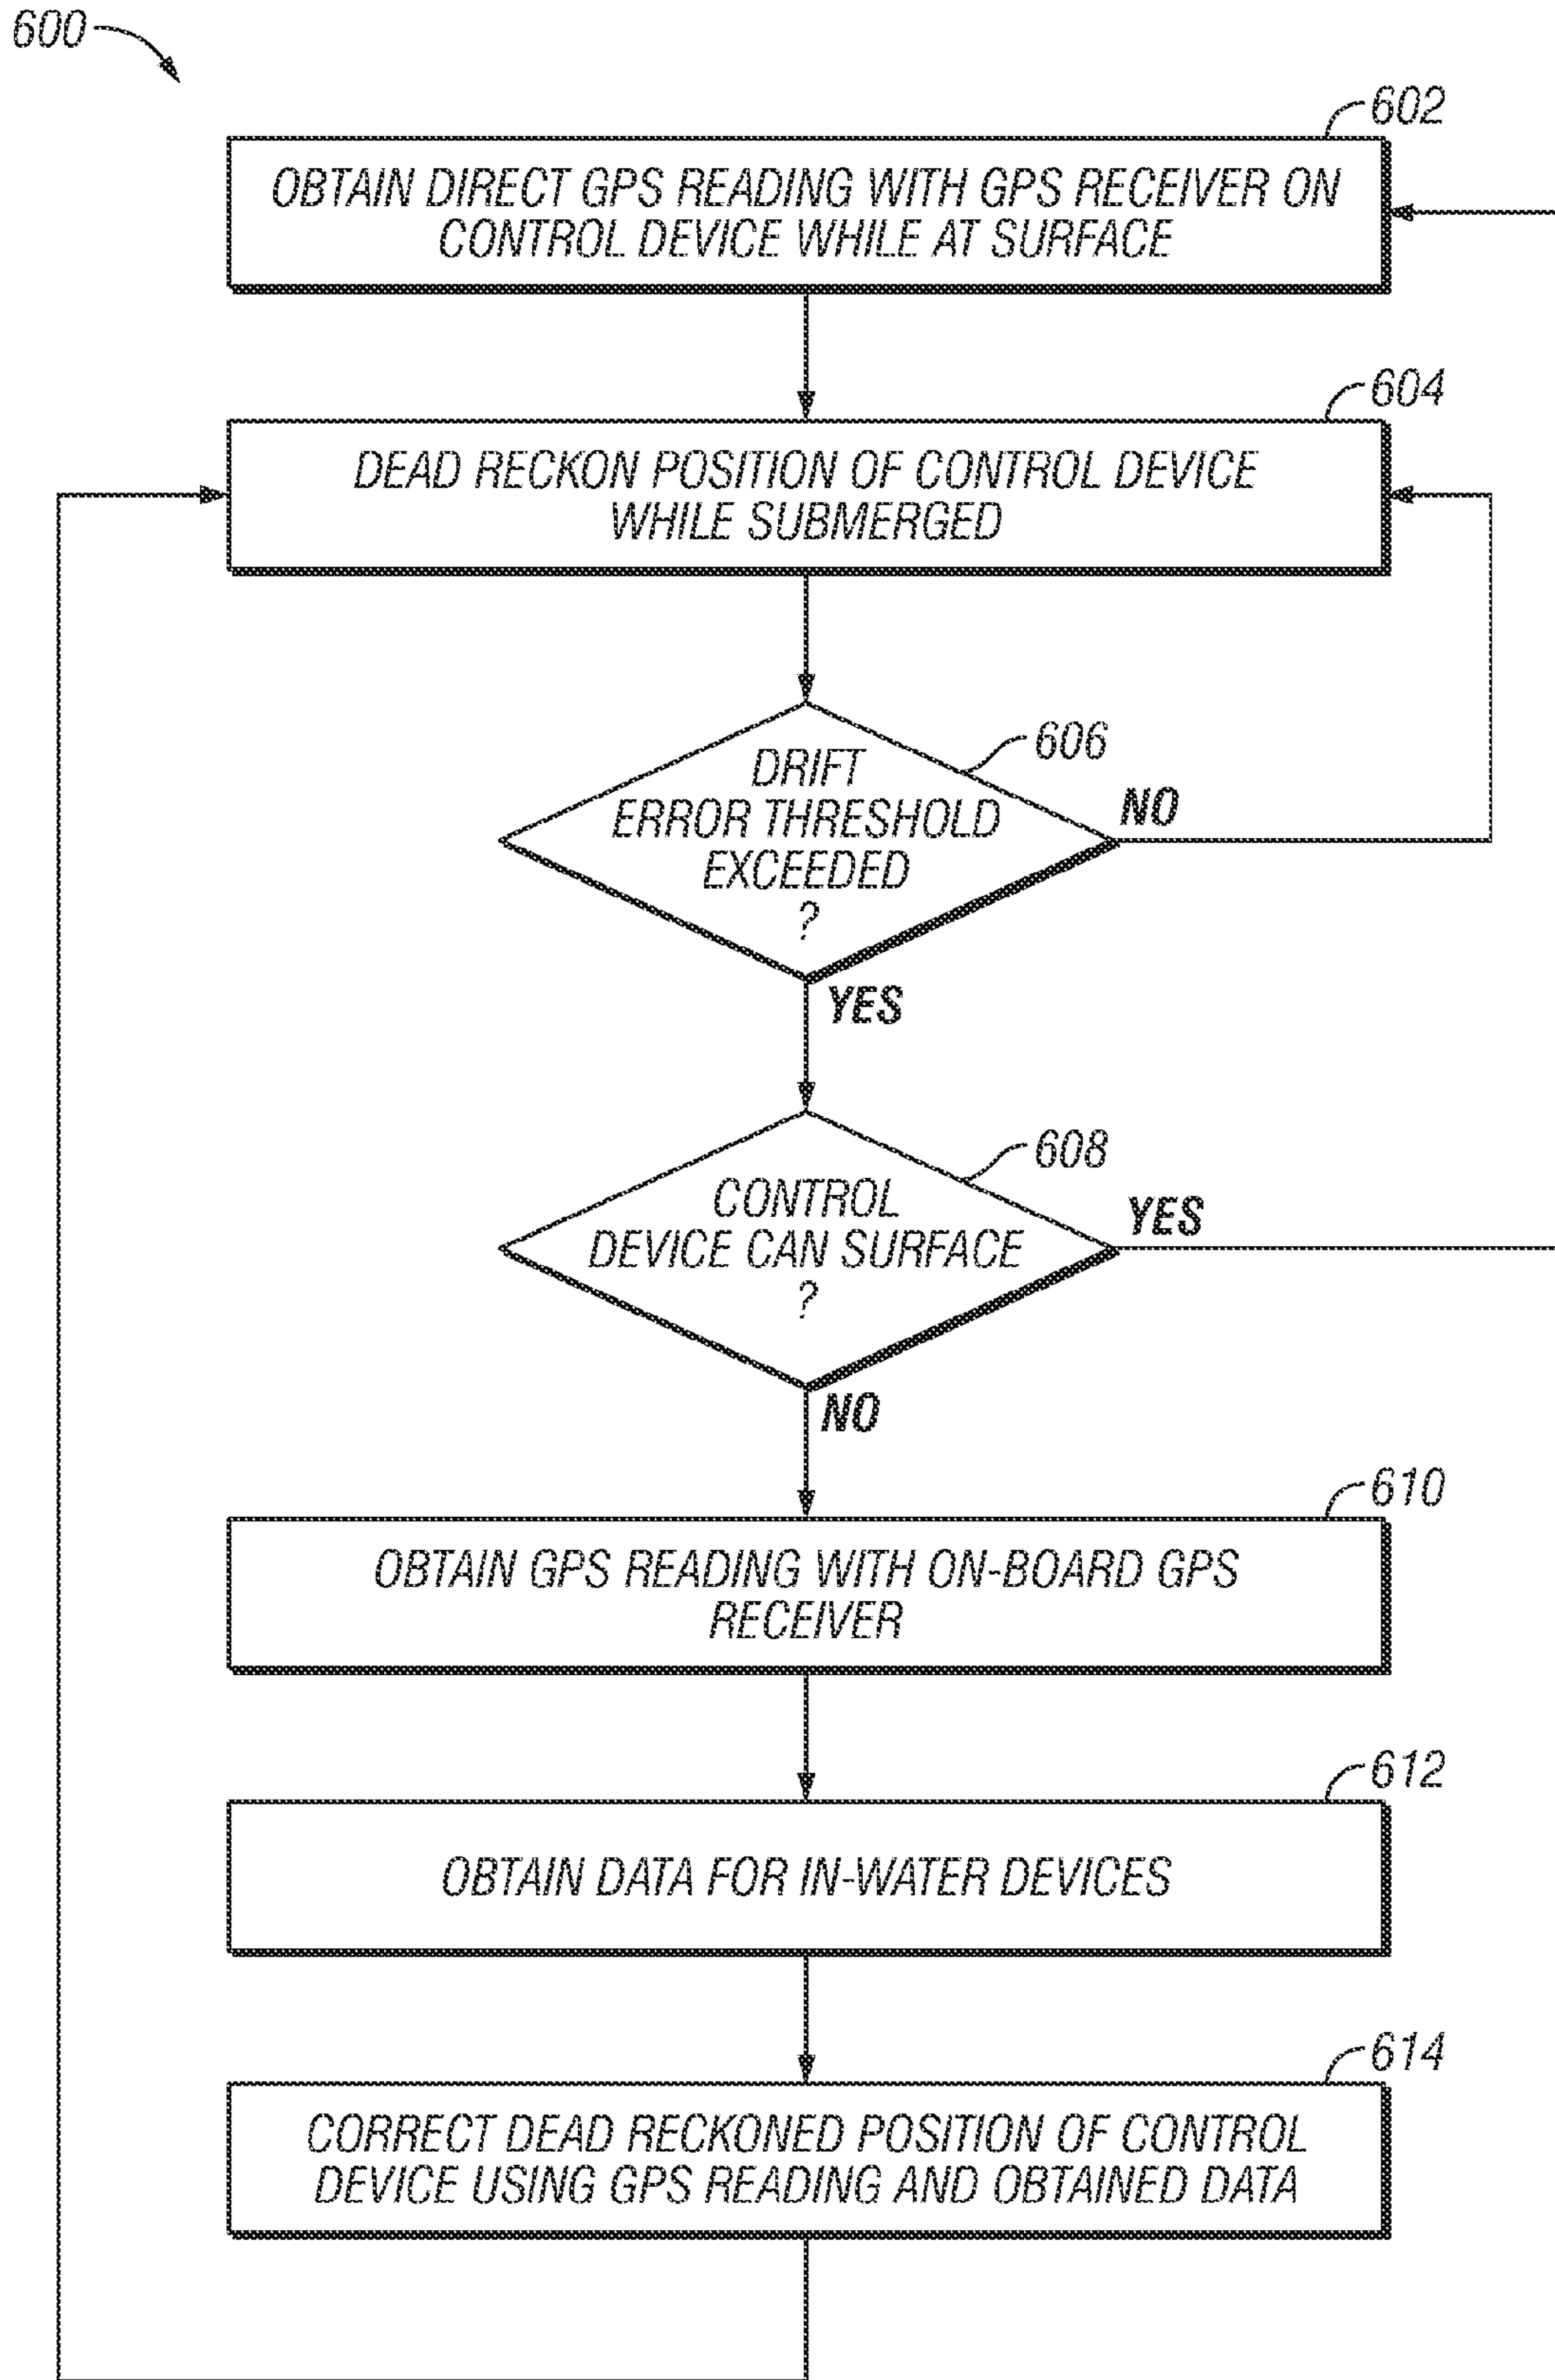 600
602
OBTAIN DIRECT GPS READING WITH GPS RECEIVER ON
CONTROL DEVICE WHILE AT SURFACE
604
DEAD RECKON POSITION OF CONTROL DEVICE
WHILE SUBMERGED
606
DRIFT
ERROR THRESHOLD
EXCEEDED
?
NO
YES
608
CONTROL
DEVICE CAN SURFACE
?
YES
NO
610
OBTAIN GPS READING WITH ON-BOARD GPS
RECEIVER
612
OBTAIN DATA FOR IN-WATER DEVICES
614
CORRECT DEAD RECKONED POSITION OF CONTROL
DEVICE USING GPS READING AND OBTAINED DATA